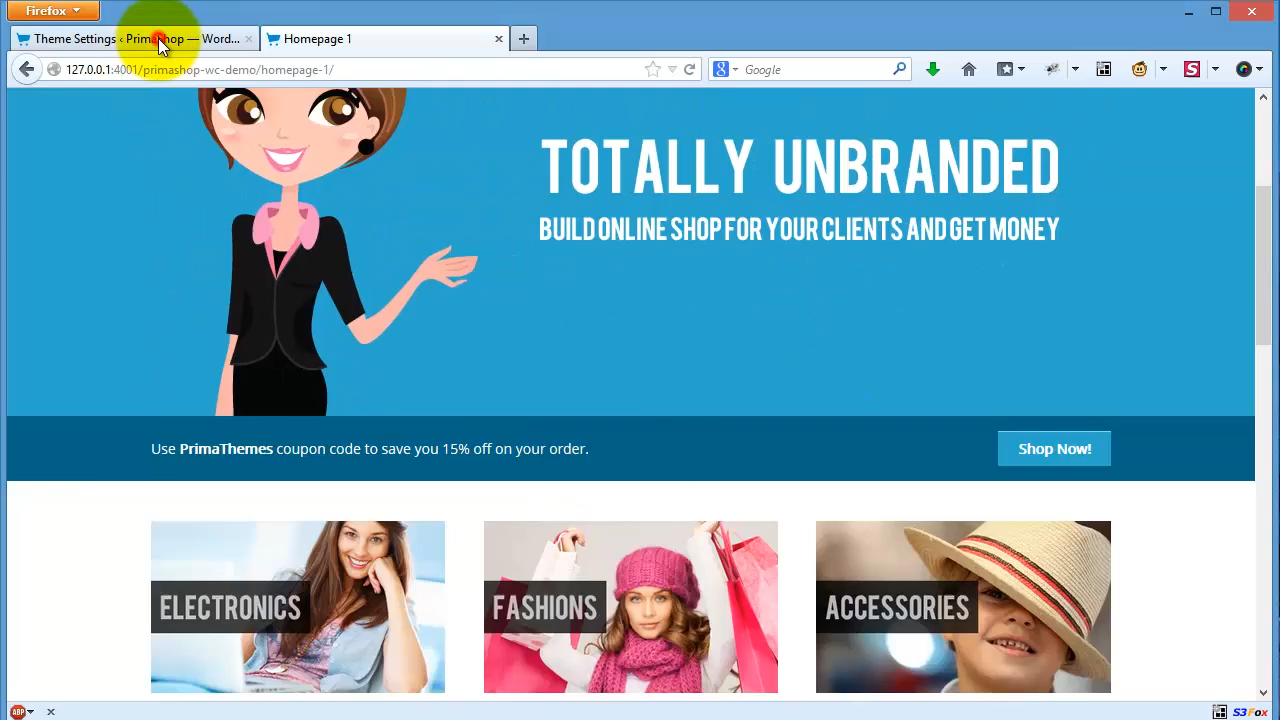 Firefox
Theme Settings ‹ PrimaShop — Word...
Homepage 1
127.0.0.1:4001/primashop-wc-demo/homepage-1/
Google
TOTALLY UNBRANDED
BUILD ONLINE SHOP FOR YOUR CLIENTS AND GET MONEY
Use PrimaThemes coupon code to save you 15% off on your order.
Shop Now!
ELECTRONICS
FASHIONS
ACCESSORIES
ABP
S3Fox